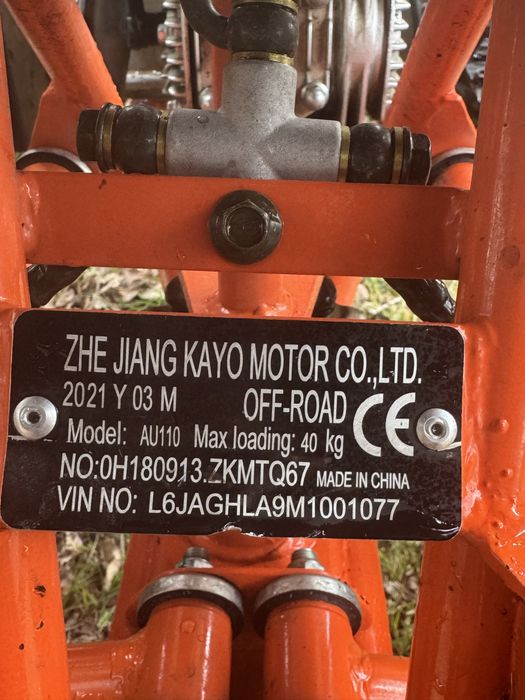 ZHE JIANG KAYO MOTOR CO.,LTD.
2021 Y 03 M OFF-ROAD
CE
Model: AU110 Max loading: 40 kg
NO:0H180913.ZKMTQ67 MADE IN CHINA
VIN NO: L6JAGHLA9M1001077